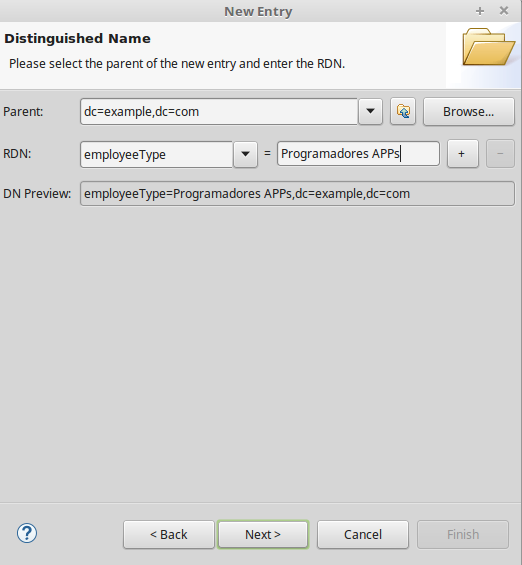 New Entry
Distinguished Name
Please select the parent of the new entry and enter the RDN.
Parent: dc=example,dc=com Browse...
RDN: employeeType = Programadores APPs + −
DN Preview: employeeType=Programadores APPs,dc=example,dc=com
? < Back Next > Cancel Finish